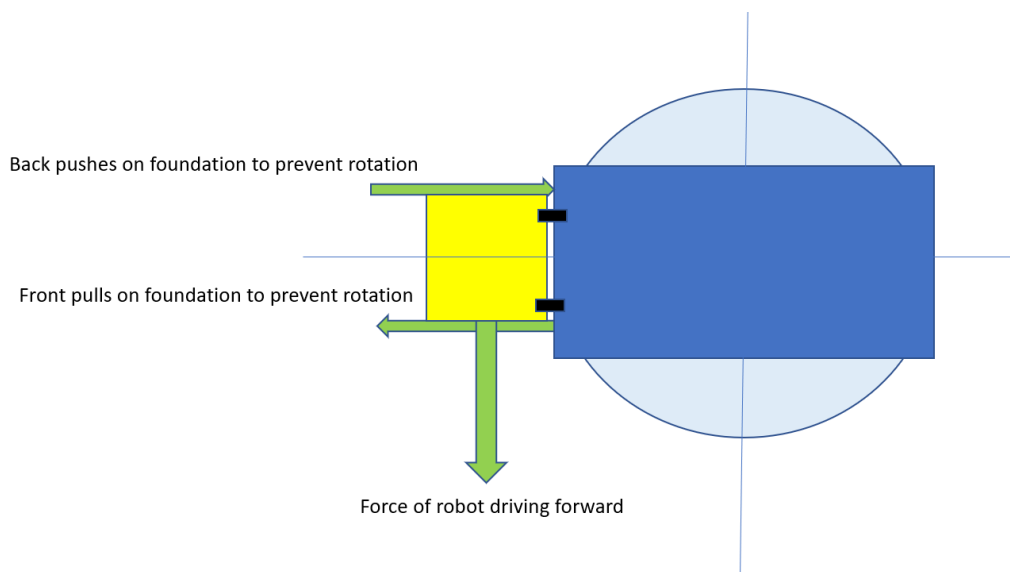 Back pushes on foundation to prevent rotation
Front pulls on foundation to prevent rotation
Force of robot driving forward